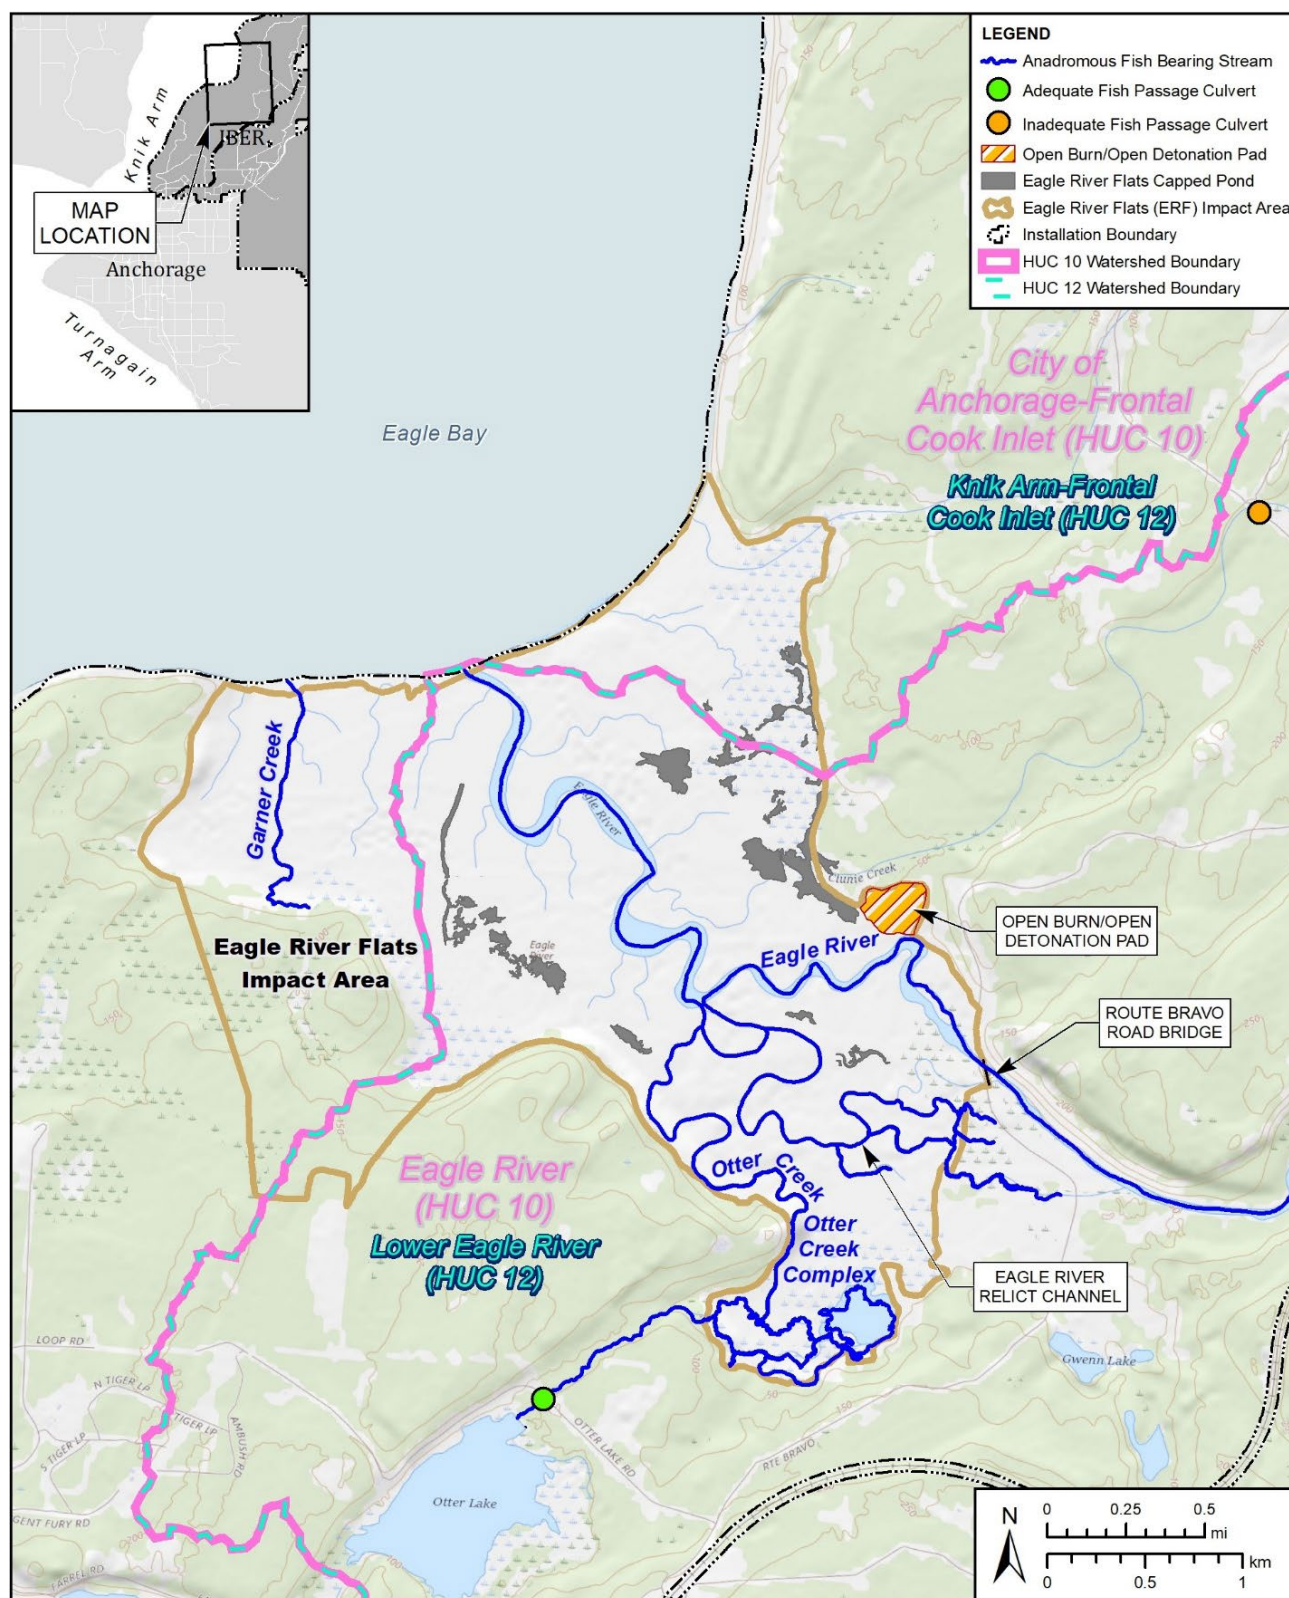 Knik Arm
JBER
MAP
LOCATION
Anchorage
Turnagain
Arm
LEGEND
Anadromous Fish Bearing Stream
Adequate Fish Passage Culvert
Inadequate Fish Passage Culvert
Open Burn/Open Detonation Pad
Eagle River Flats Capped Pond
Eagle River Flats (ERF) Impact Area
Installation Boundary
HUC 10 Watershed Boundary
HUC 12 Watershed Boundary
Eagle Bay
City of
Anchorage-Frontal
Cook Inlet (HUC 10)
Knik Arm-Frontal
Cook Inlet (HUC 12)
Garner Creek
Eagle River
Clunie Creek
Eagle River Flats
Impact Area
Eagle
River
Eagle River
OPEN BURN/OPEN
DETONATION PAD
ROUTE BRAVO
ROAD BRIDGE
Eagle River
(HUC 10)
Lower Eagle River
(HUC 12)
Otter Creek
Otter
Creek
Complex
EAGLE RIVER
RELICT CHANNEL
LOOP RD
N TIGER LP
TIGER LP
S TIGER LP
AMBUSH RD
GENT FURY RD
FARREL RD
OTTER LAKE RD
RTE BRAVO
Gwenn Lake
Otter Lake
N
0 0.25 0.5
mi
km
0 0.5 1